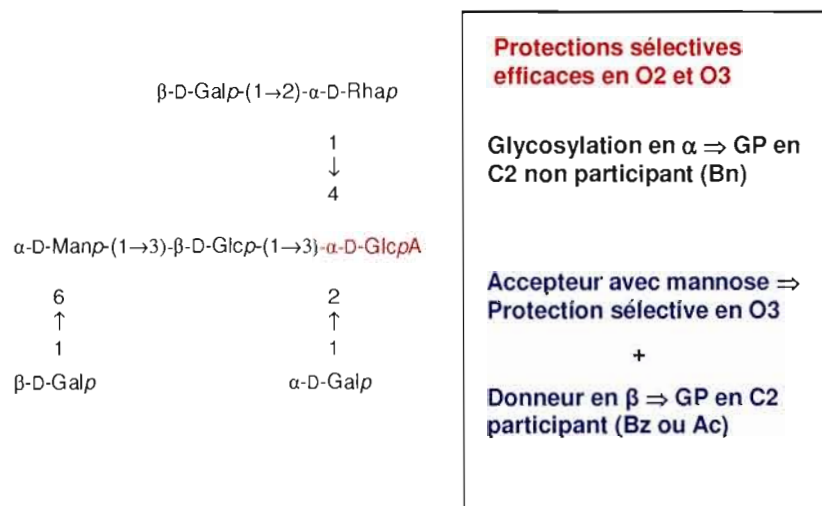 β-D-Galp-(1→2)-α-D-Rhap
1
↓
4
α-D-Manp-(1→3)-β-D-Glcp-(1→3)-α-D-GlcpA
6 2
↑ ↑
1 1
β-D-Galp α-D-Galp
Protections sélectives
efficaces en O2 et O3
Glycosylation en α ⇒ GP en
C2 non participant (Bn)
Accepteur avec mannose ⇒
Protection sélective en O3
+
Donneur en β ⇒ GP en C2
participant (Bz ou Ac)